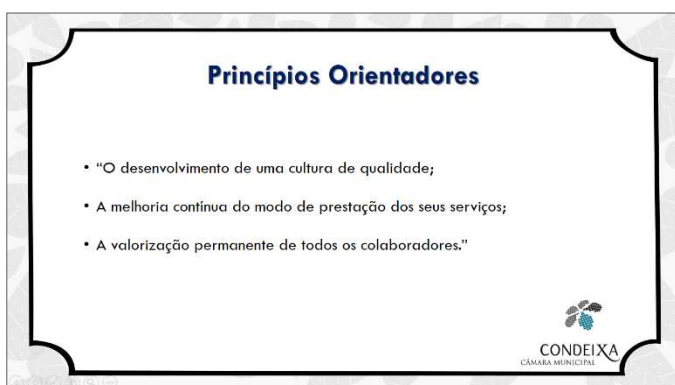 Princípios Orientadores
• “O desenvolvimento de uma cultura de qualidade;
• A melhoria contínua do modo de prestação dos seus serviços;
• A valorização permanente de todos os colaboradores.”
CONDEIXA
CÂMARA MUNICIPAL